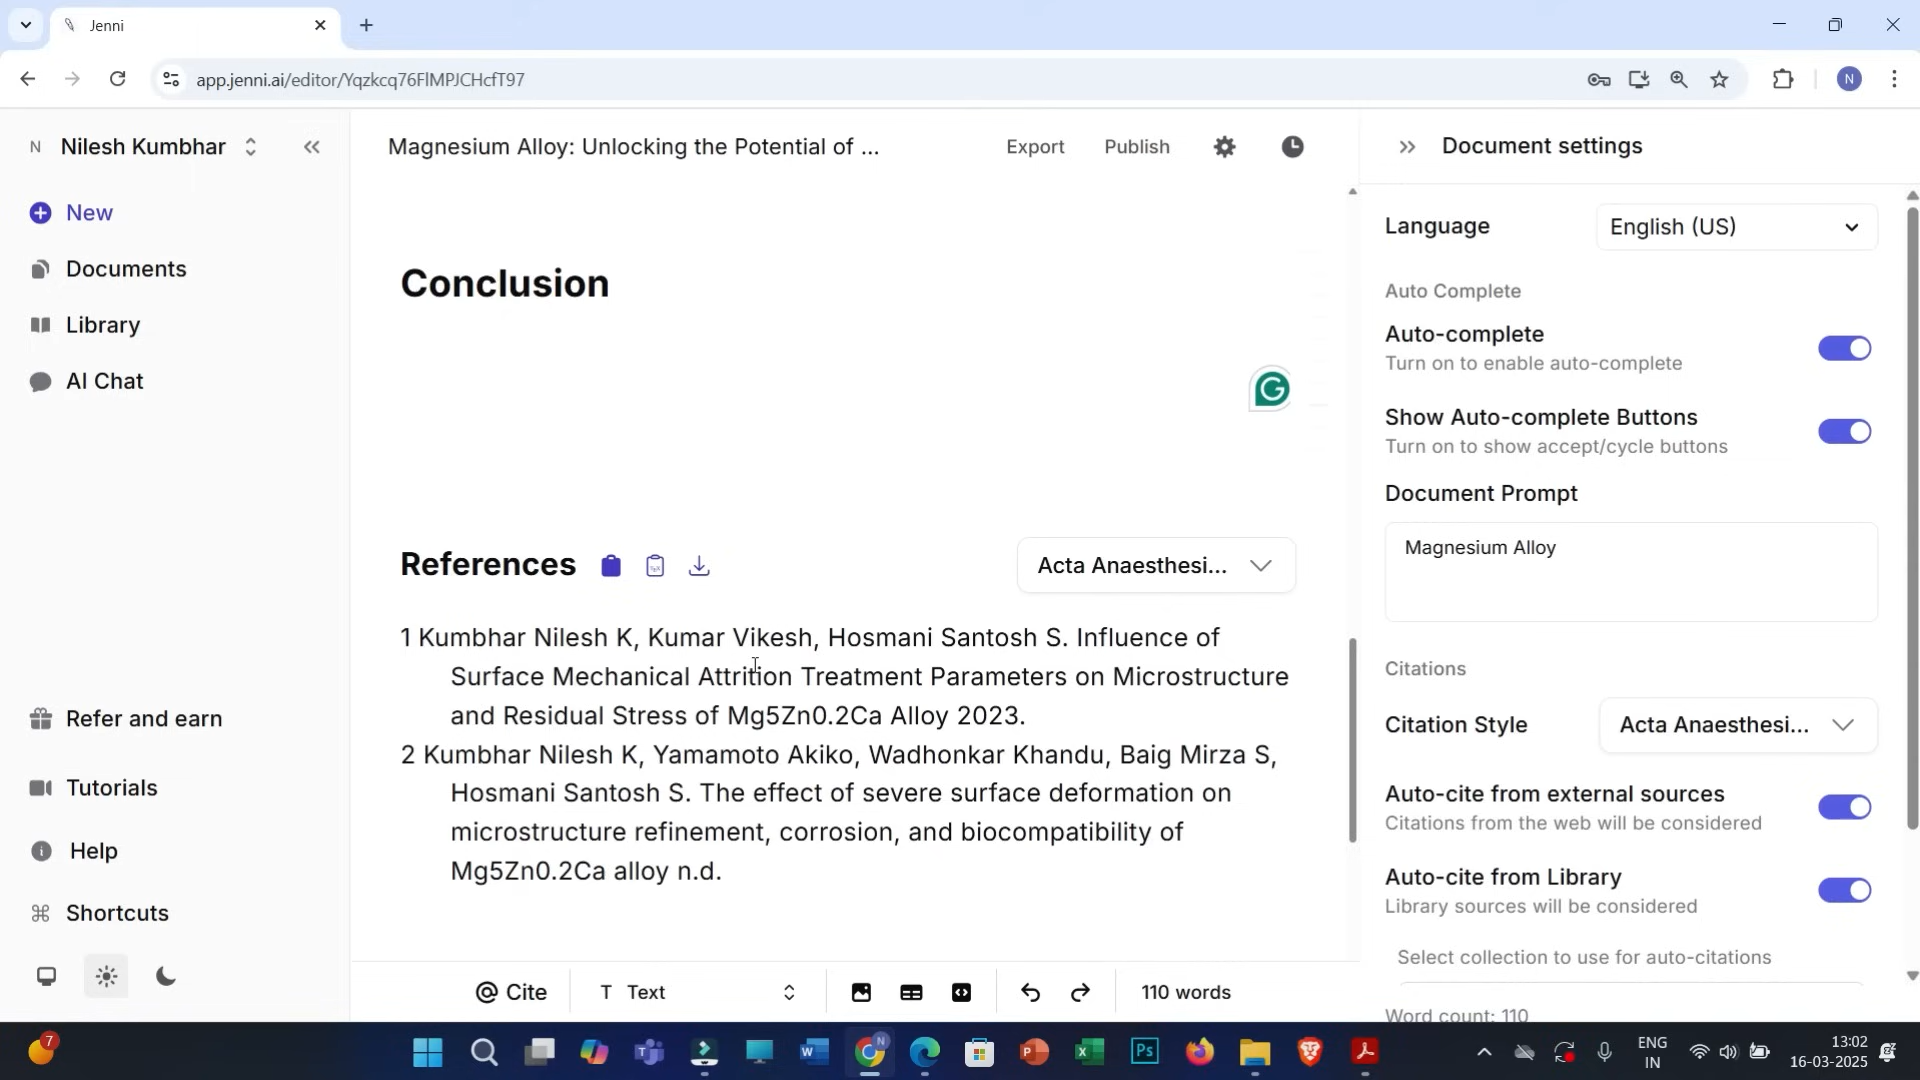 Jenni
app.jenni.ai/editor/Yqzkcq76FlMPJCHcfT97
N
N Nilesh Kumbhar
New
Documents
Library
AI Chat
Refer and earn
Tutorials
Help
Shortcuts
Magnesium Alloy: Unlocking the Potential of ...
Export
Publish
Conclusion
References
Acta Anaesthesi...
1 Kumbhar Nilesh K, Kumar Vikesh, Hosmani Santosh S. Influence of
Surface Mechanical Attrition Treatment Parameters on Microstructure
and Residual Stress of Mg5Zn0.2Ca Alloy 2023.
2 Kumbhar Nilesh K, Yamamoto Akiko, Wadhonkar Khandu, Baig Mirza S,
Hosmani Santosh S. The effect of severe surface deformation on
microstructure refinement, corrosion, and biocompatibility of
Mg5Zn0.2Ca alloy n.d.
@ Cite
T Text
110 words
Document settings
Language
English (US)
Auto Complete
Auto-complete
Turn on to enable auto-complete
Show Auto-complete Buttons
Turn on to show accept/cycle buttons
Document Prompt
Magnesium Alloy
Citations
Citation Style
Acta Anaesthesi...
Auto-cite from external sources
Citations from the web will be considered
Auto-cite from Library
Library sources will be considered
Select collection to use for auto-citations
Word count: 110
7
ENG
IN
13:02
16-03-2025